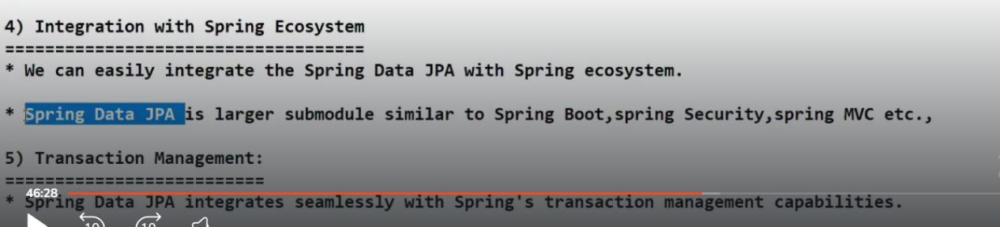 4) Integration with Spring Ecosystem
====================================
* We can easily integrate the Spring Data JPA with Spring ecosystem.
* Spring Data JPA is larger submodule similar to Spring Boot,spring Security,spring MVC etc.,
5) Transaction Management:
==========================
46:28
* Spring Data JPA integrates seamlessly with Spring's transaction management capabilities.
10
10